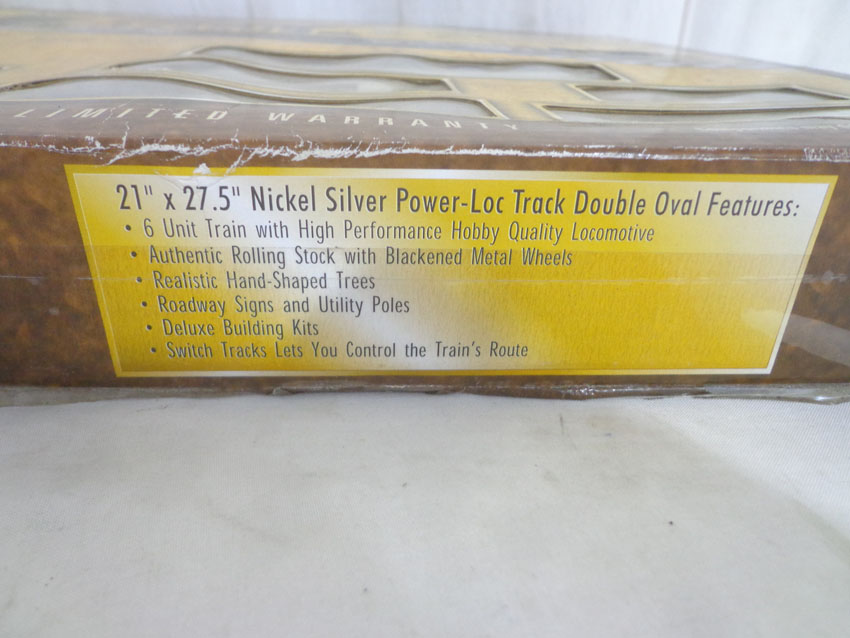 LIMITED WARRANTY
21" x 27.5" Nickel Silver Power-Loc Track Double Oval Features:
• 6 Unit Train with High Performance Hobby Quality Locomotive
• Authentic Rolling Stock with Blackened Metal Wheels
• Realistic Hand-Shaped Trees
• Roadway Signs and Utility Poles
• Deluxe Building Kits
• Switch Tracks Lets You Control the Train's Route